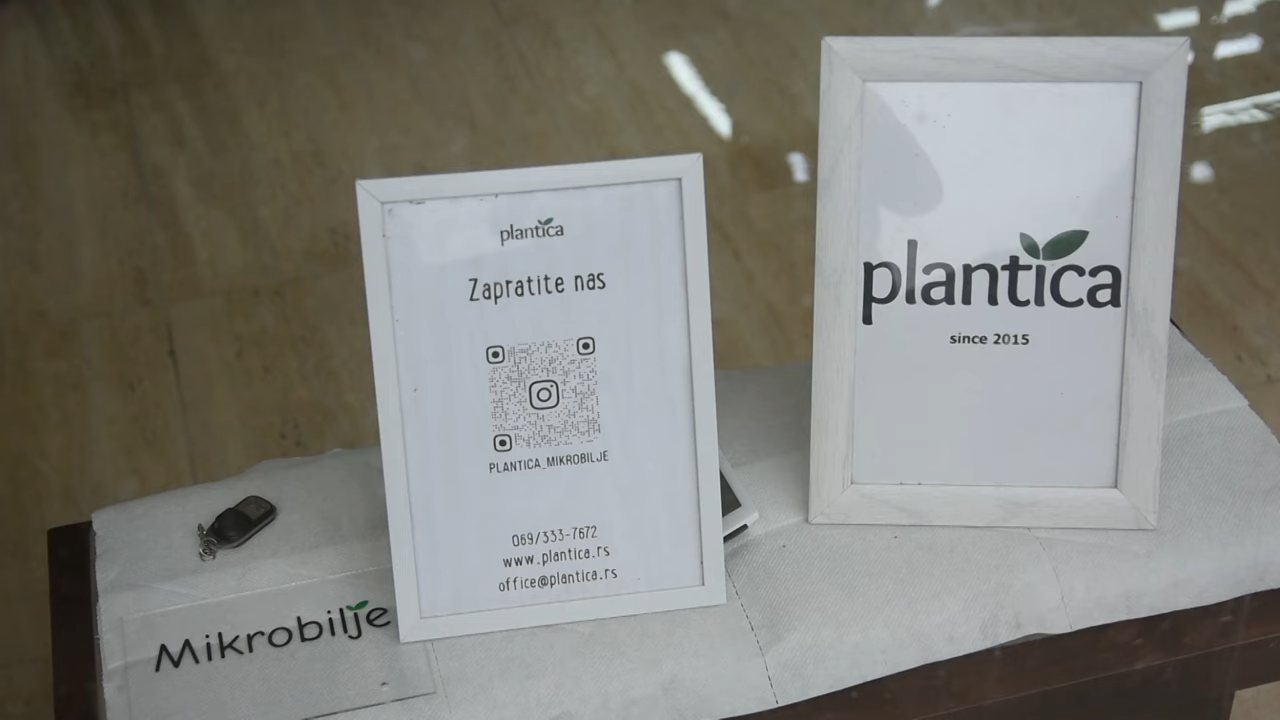 plantica
Zapratite nas
PLANTICA_MIKROBILJE
069/333-7672
www.plantica.rs
office@plantica.rs
plantica
since 2015
Mikrobilje